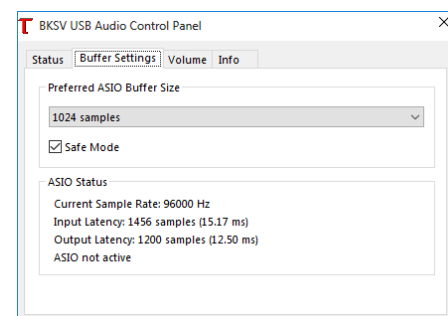 BKSV USB Audio Control Panel
Status Buffer Settings Volume Info
Preferred ASIO Buffer Size
1024 samples
Safe Mode
ASIO Status
Current Sample Rate: 96000 Hz
Input Latency: 1456 samples (15.17 ms)
Output Latency: 1200 samples (12.50 ms)
ASIO not active